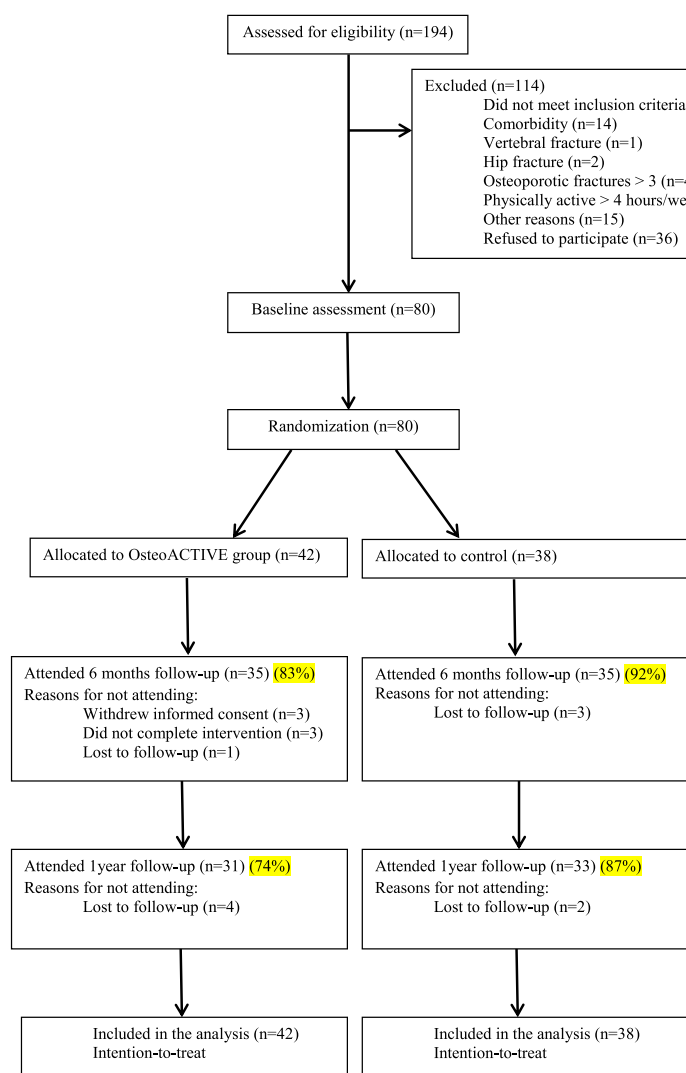 Assessed for eligibility (n=194)
Excluded (n=114)
Did not meet inclusion criteria
Comorbidity (n=14)
Vertebral fracture (n=1)
Hip fracture (n=2)
Osteoporotic fractures > 3 (n=4
Physically active > 4 hours/we
Other reasons (n=15)
Refused to participate (n=36)
Baseline assessment (n=80)
Randomization (n=80)
Allocated to OsteoACTIVE group (n=42)
Allocated to control (n=38)
Attended 6 months follow-up (n=35) (83%)
Reasons for not attending:
Withdrew informed consent (n=3)
Did not complete intervention (n=3)
Lost to follow-up (n=1)
Attended 6 months follow-up (n=35) (92%)
Reasons for not attending:
Lost to follow-up (n=3)
Attended 1year follow-up (n=31) (74%)
Reasons for not attending:
Lost to follow-up (n=4)
Attended 1year follow-up (n=33) (87%)
Reasons for not attending:
Lost to follow-up (n=2)
Included in the analysis (n=42)
Intention-to-treat
Included in the analysis (n=38)
Intention-to-treat